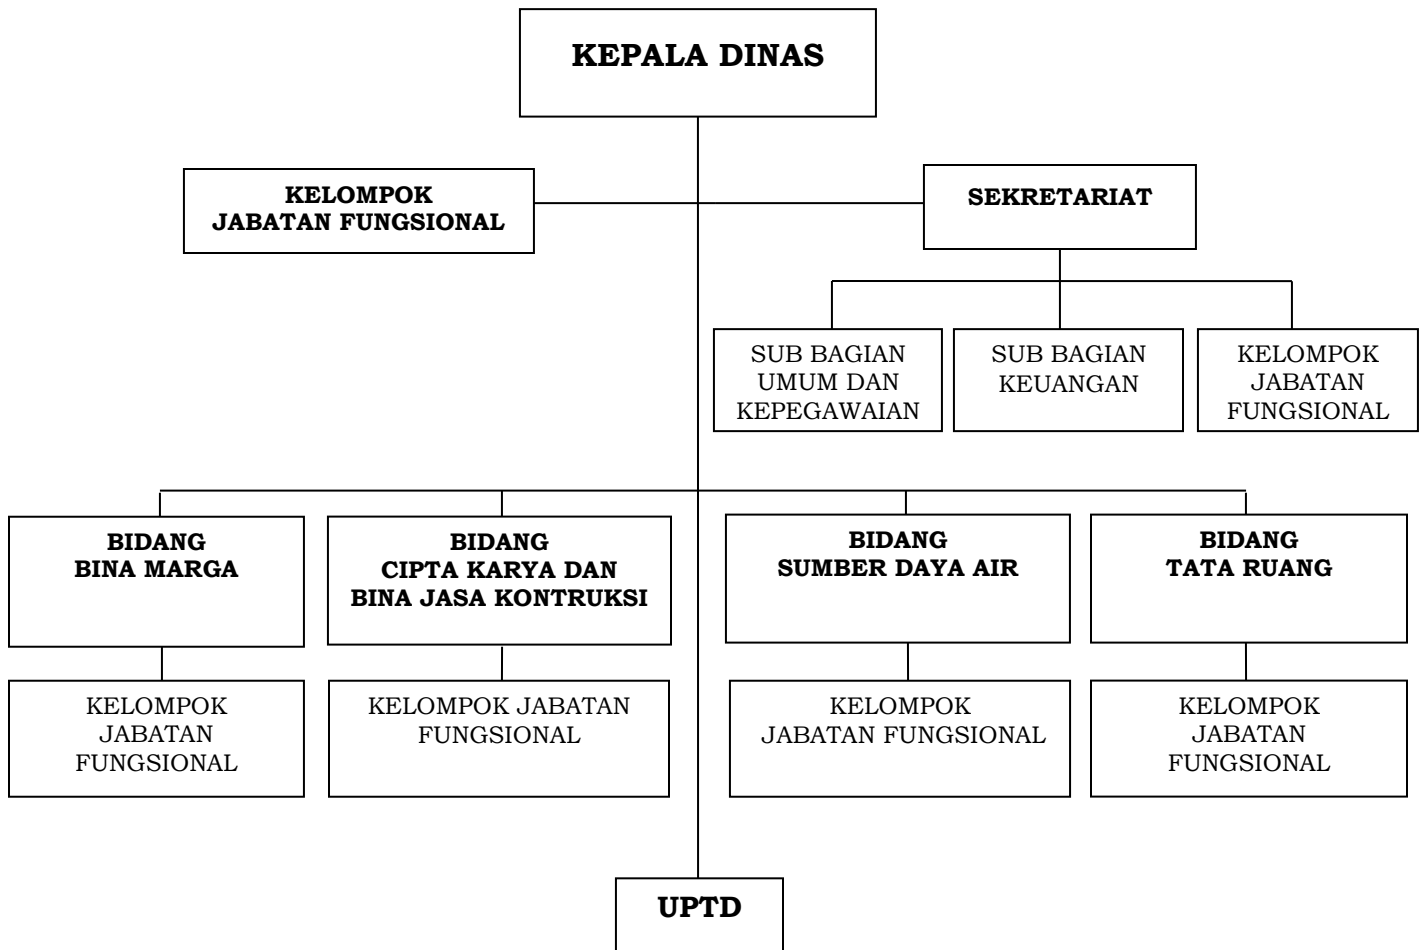 KEPALA DINAS
KELOMPOK
JABATAN FUNGSIONAL
SEKRETARIAT
SUB BAGIAN
UMUM DAN
KEPEGAWAIAN
SUB BAGIAN
KEUANGAN
KELOMPOK
JABATAN
FUNGSIONAL
BIDANG
BINA MARGA
BIDANG
CIPTA KARYA DAN
BINA JASA KONTRUKSI
BIDANG
SUMBER DAYA AIR
BIDANG
TATA RUANG
KELOMPOK
JABATAN
FUNGSIONAL
KELOMPOK JABATAN
FUNGSIONAL
KELOMPOK
JABATAN FUNGSIONAL
KELOMPOK
JABATAN
FUNGSIONAL
UPTD